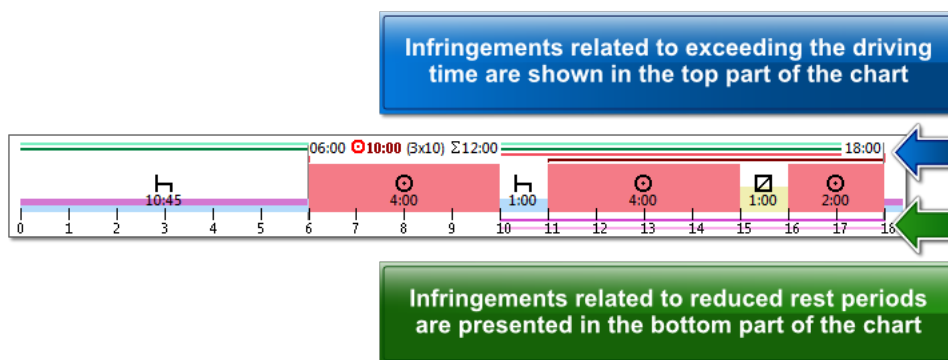 Infringements related to exceeding the driving
time are shown in the top part of the chart
06:00 10:00 (3x10) Σ12:00 18:00
10:45 4:00 1:00 4:00 1:00 2:00
0 1 2 3 4 5 6 7 8 9 10 11 12 13 14 15 16 17 18
Infringements related to reduced rest periods
are presented in the bottom part of the chart